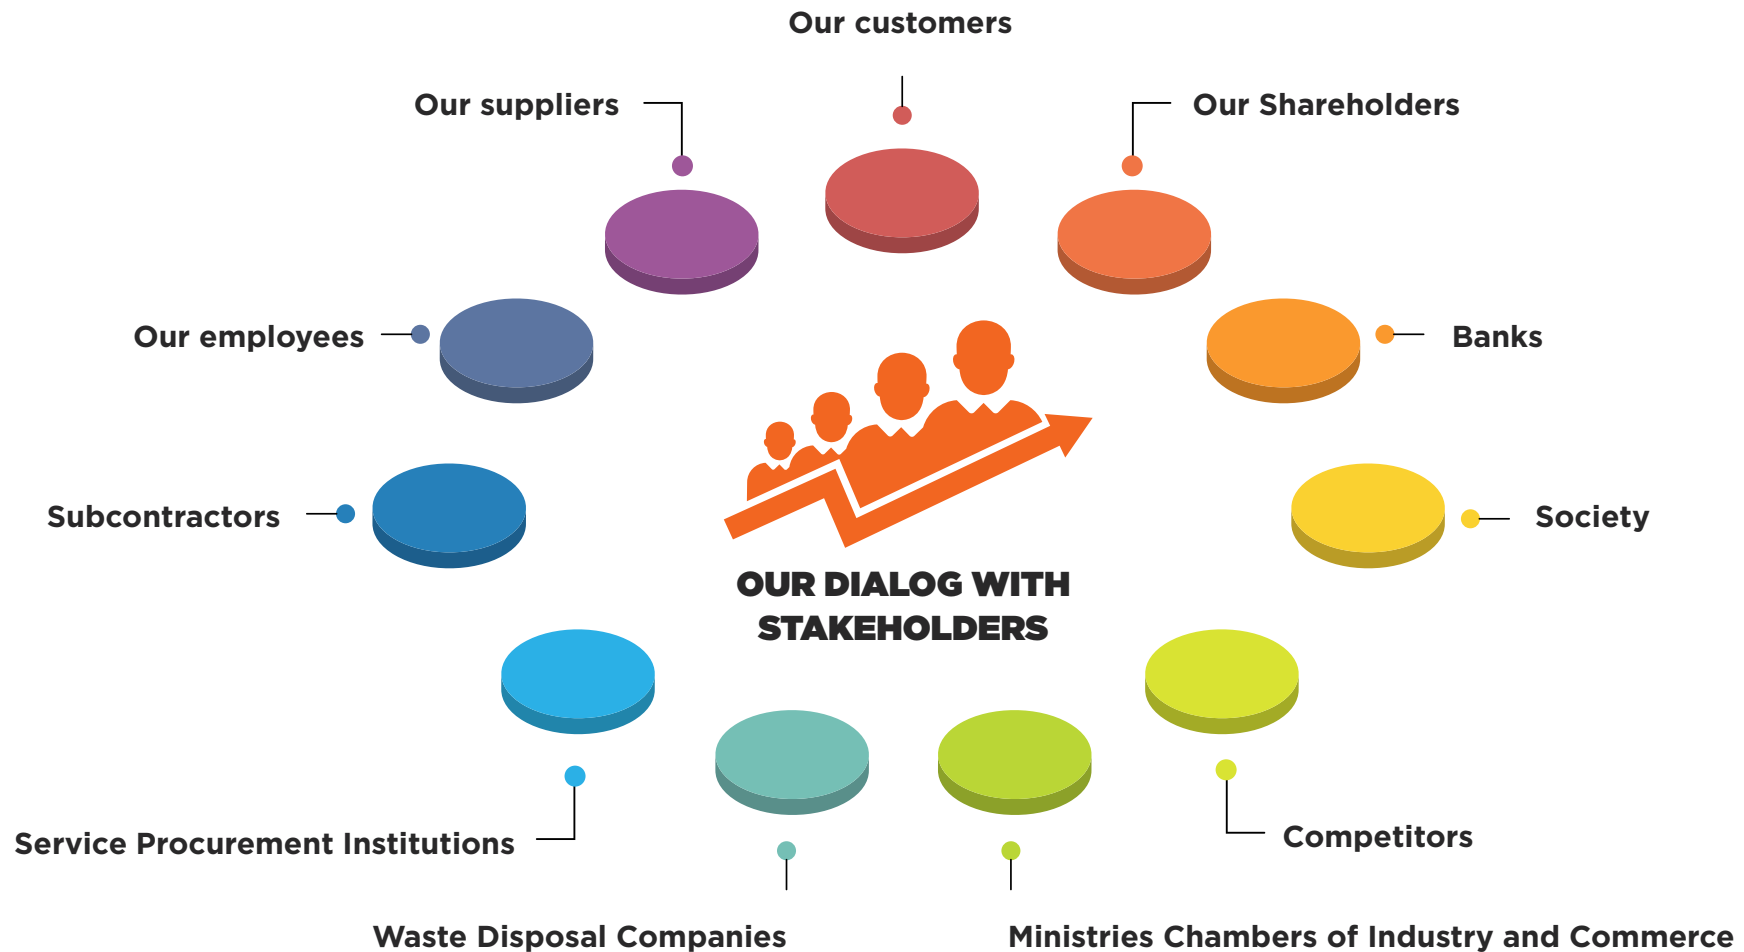 Our customers
Our suppliers
Our Shareholders
Our employees
Banks
Subcontractors
Society
OUR DIALOG WITH
STAKEHOLDERS
Service Procurement Institutions
Competitors
Waste Disposal Companies
Ministries Chambers of Industry and Commerce